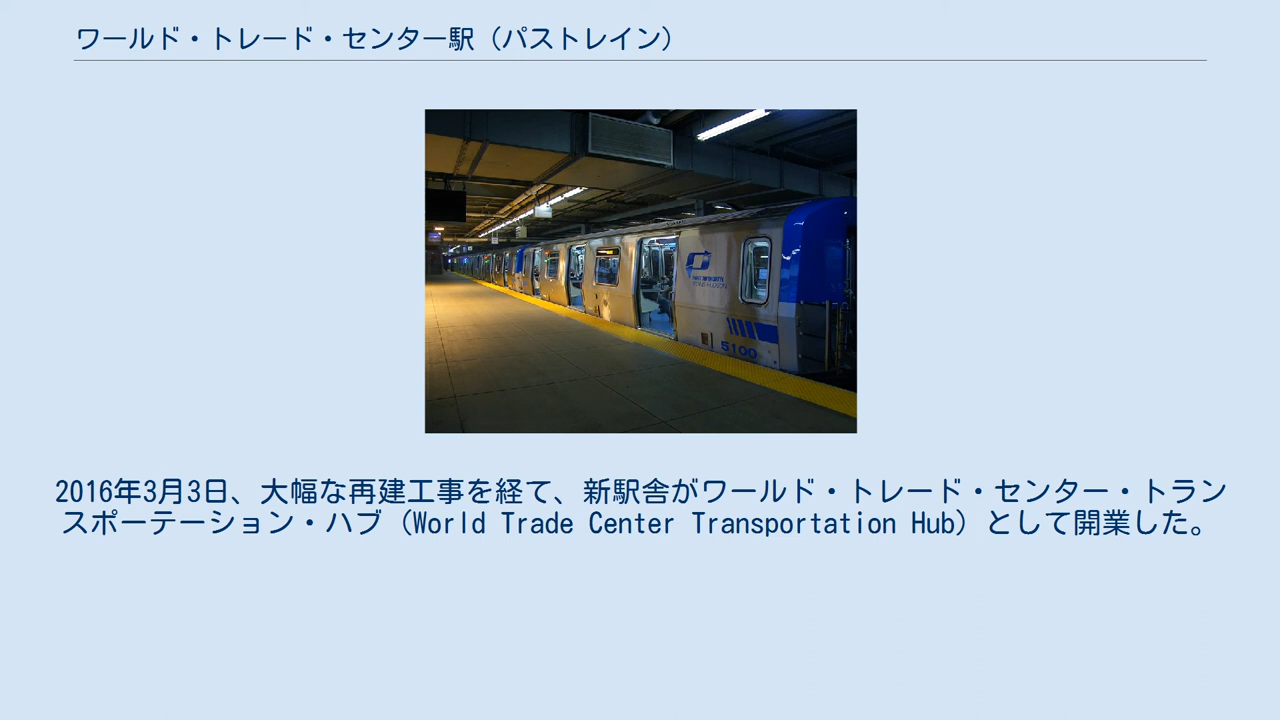 ワールド・トレード・センター駅（パストレイン）
5100
2016年3月3日、大幅な再建工事を経て、新駅舎がワールド・トレード・センター・トラン
スポーテーション・ハブ（World Trade Center Transportation Hub）として開業した。